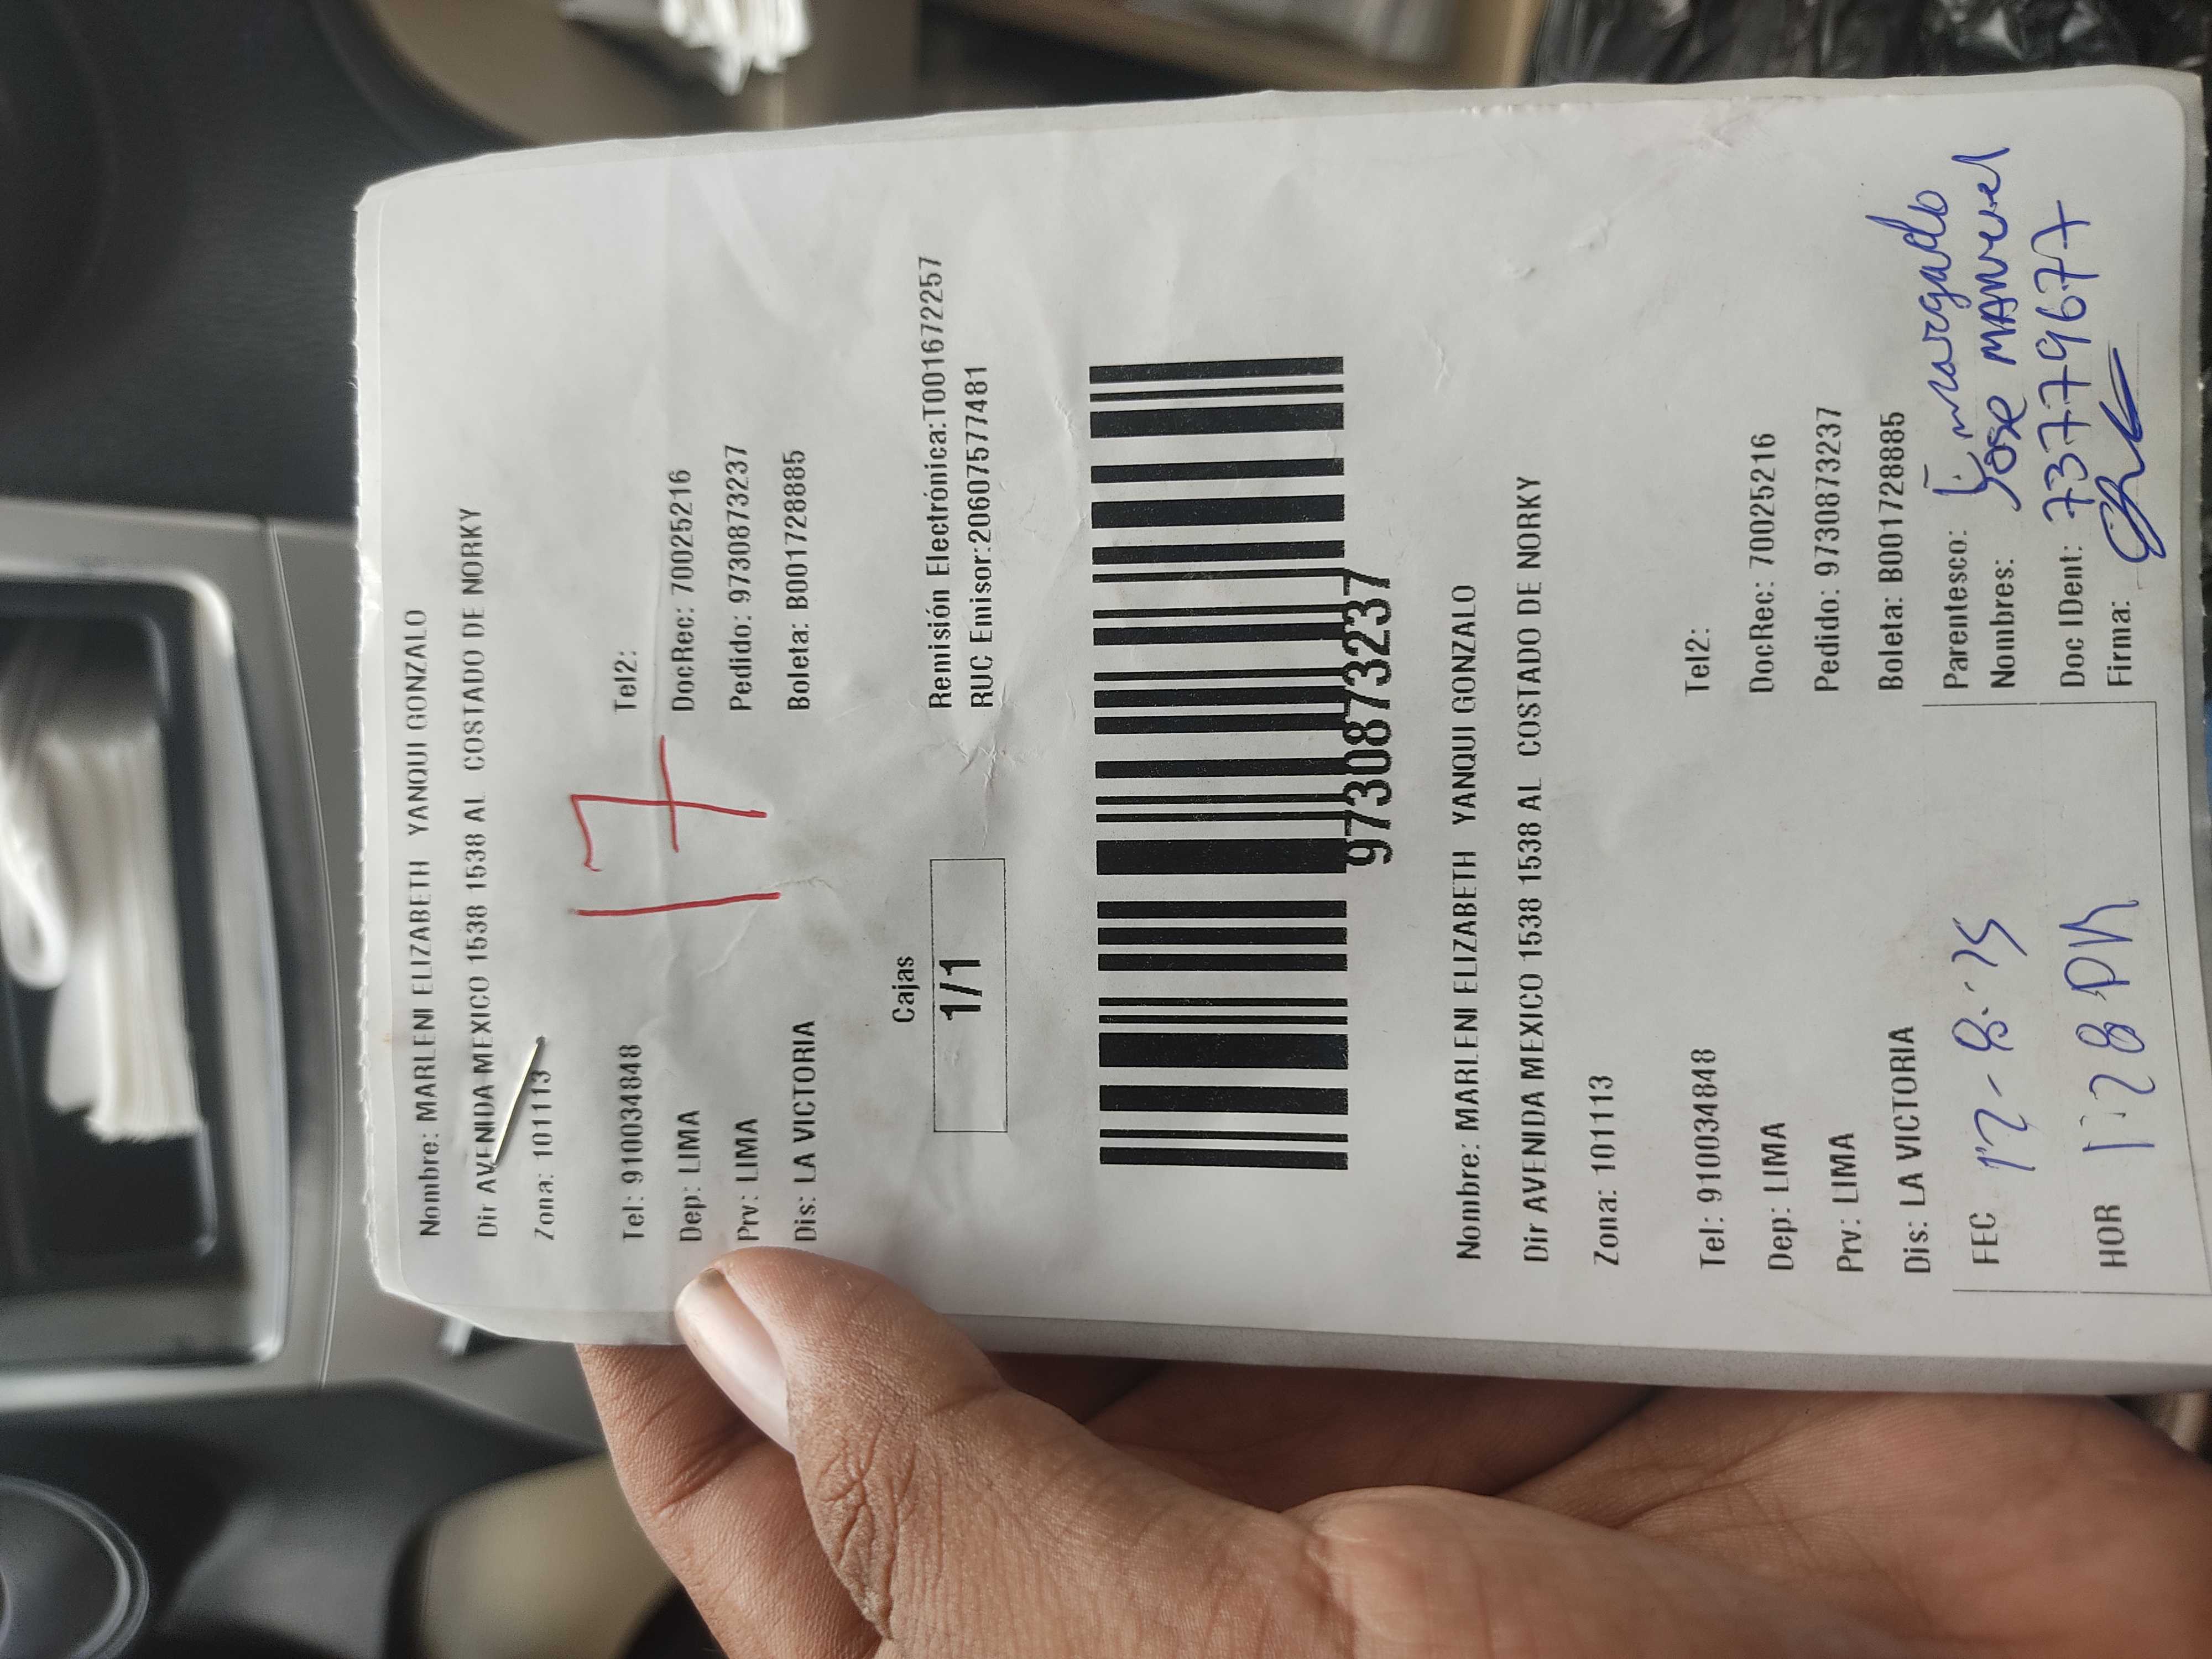 Nombre: MARLENI ELIZABETH YANQUI GONZALO
Dir AVENIDA MEXICO 1538 1538 AL COSTADO DE NORKY
Zona: 101113
17
Tel: 910034848 Tel2:
Dep: LIMA DocRec: 70025216
Prv: LIMA Pedido: 9730873237
Dis: LA VICTORIA Boleta: B001728885
Cajas
1/1
Remisión Electrónica:T001672257
RUC Emisor:20607577481
9730873237
Nombre: MARLENI ELIZABETH YANQUI GONZALO
Dir AVENIDA MEXICO 1538 1538 AL COSTADO DE NORKY
Zona: 101113
Tel: 910034848 Tel2:
Dep: LIMA DocRec: 70025216
Prv: LIMA Pedido: 9730873237
Dis: LA VICTORIA Boleta: B001728885
FEC
HOR 1:28 PM
Parentesco: Encargado
Nombres: Jose MANUEL
Doc IDent: 73779677
Firma: